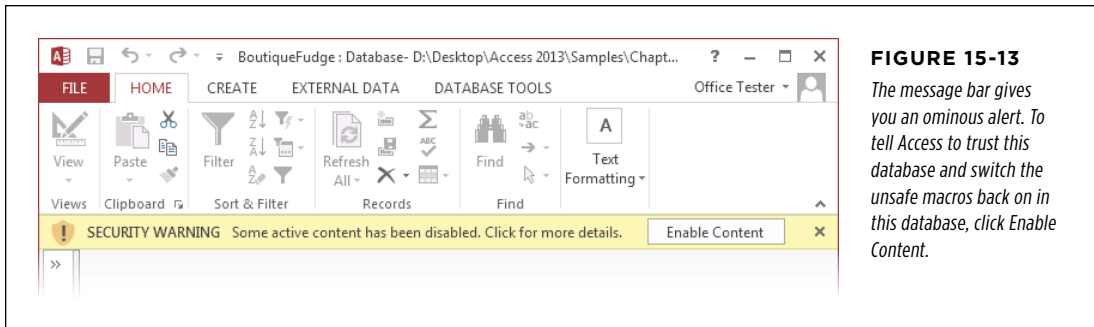 BoutiqueFudge : Database- D:\Desktop\Access 2013\Samples\Chapt... ?
FILE HOME CREATE EXTERNAL DATA DATABASE TOOLS Office Tester
View Paste Filter Refresh All Find Text Formatting
Views Clipboard Sort & Filter Records Find
SECURITY WARNING Some active content has been disabled. Click for more details. Enable Content
FIGURE 15-13
The message bar gives
you an ominous alert. To
tell Access to trust this
database and switch the
unsafe macros back on in
this database, click Enable
Content.